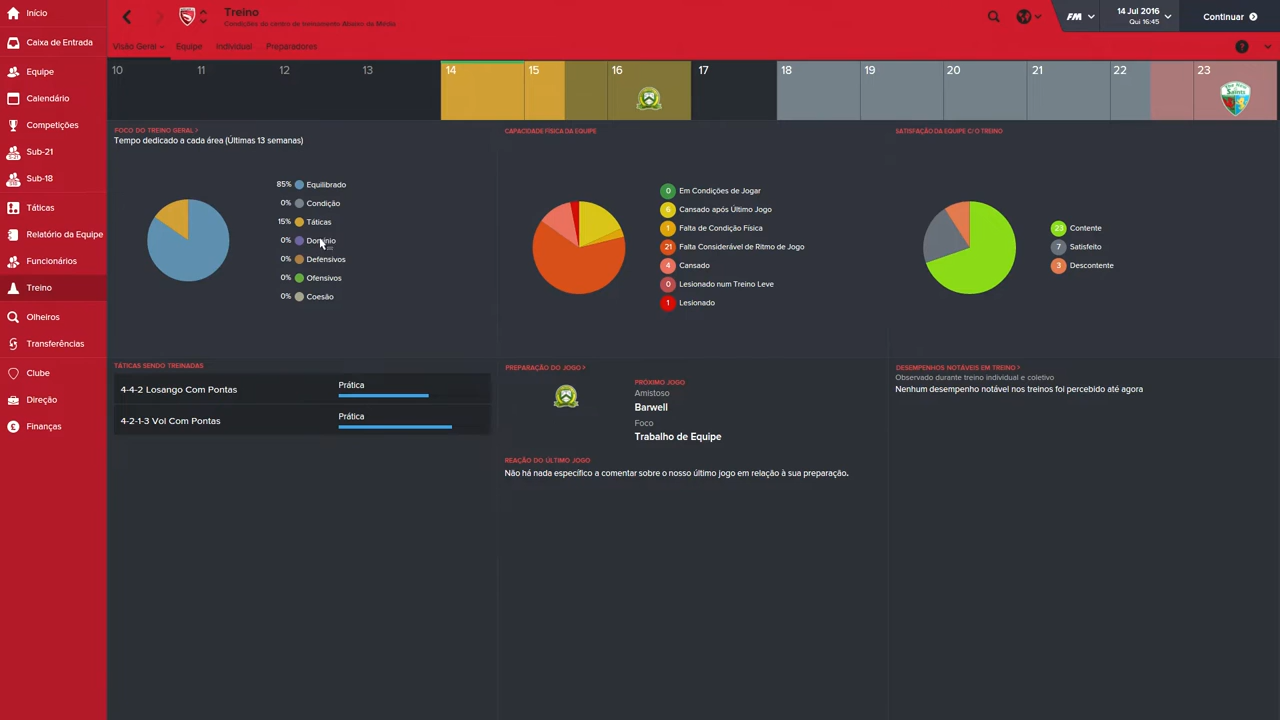 Início
Caixa de Entrada
Equipe
Calendário
Competições
Sub-21
Sub-18
Táticas
Relatório da Equipe
Funcionários
Treino
Olheiros
Transferências
Clube
Direção
Finanças
Treino
Condições do centro de treinamento Abaixo da Média
FM
14 Jul 2016
Qui 16:45
Continuar
Visão Geral
Equipe
Individual
Preparadores
?
10 11 12 13 14 15 16 17 18 19 20 21 22 23
FOCO DO TREINO GERAL >
Tempo dedicado a cada área (Últimas 13 semanas)
85% Equilibrado
0% Condição
15% Táticas
0% Domínio
0% Defensivos
0% Ofensivos
0% Coesão
CAPACIDADE FÍSICA DA EQUIPE
0 Em Condições de Jogar
6 Cansado após Último Jogo
1 Falta de Condição Física
21 Falta Considerável de Ritmo de Jogo
4 Cansado
0 Lesionado num Treino Leve
1 Lesionado
SATISFAÇÃO DA EQUIPE C/ O TREINO
23 Contente
7 Satisfeito
3 Descontente
TÁTICAS SENDO TREINADAS
4-4-2 Losango Com Pontas
Prática
4-2-1-3 Vol Com Pontas
Prática
PREPARAÇÃO DO JOGO >
PRÓXIMO JOGO
Amistoso
Barwell
Foco
Trabalho de Equipe
REAÇÃO DO ÚLTIMO JOGO
Não há nada específico a comentar sobre o nosso último jogo em relação à sua preparação.
DESEMPENHOS NOTÁVEIS EM TREINO >
Observado durante treino individual e coletivo
Nenhum desempenho notável nos treinos foi percebido até agora